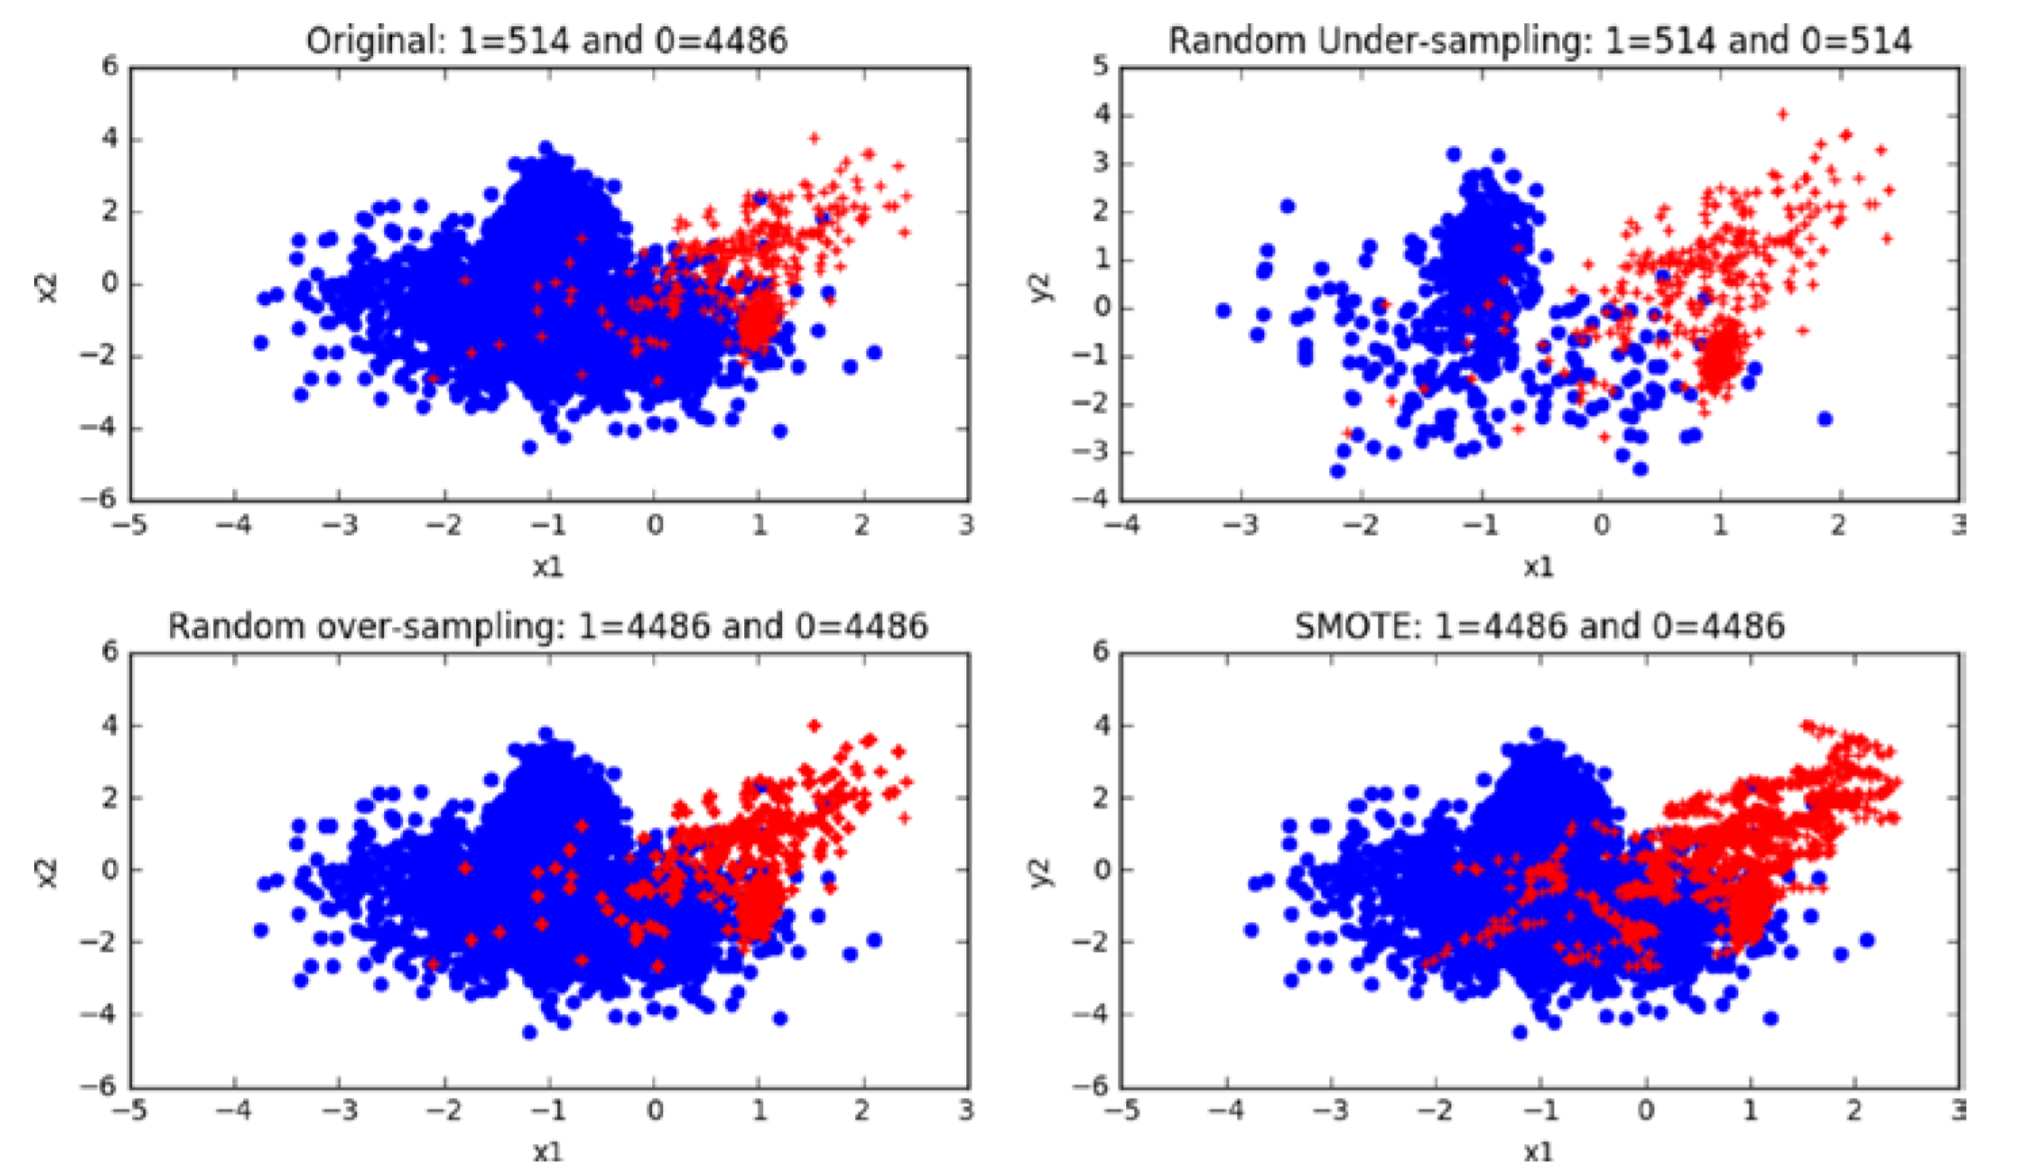 Original: 1=514 and 0=4486
6
4
2
0
−2
−4
−6
x2
−5 −4 −3 −2 −1 0 1 2 3
x1
Random Under-sampling: 1=514 and 0=514
5
4
3
2
1
0
−1
−2
−3
−4
y2
−4 −3 −2 −1 0 1 2 3
x1
Random over-sampling: 1=4486 and 0=4486
6
4
2
0
−2
−4
−6
x2
−5 −4 −3 −2 −1 0 1 2 3
x1
SMOTE: 1=4486 and 0=4486
6
4
2
0
−2
−4
−6
y2
−5 −4 −3 −2 −1 0 1 2 3
x1